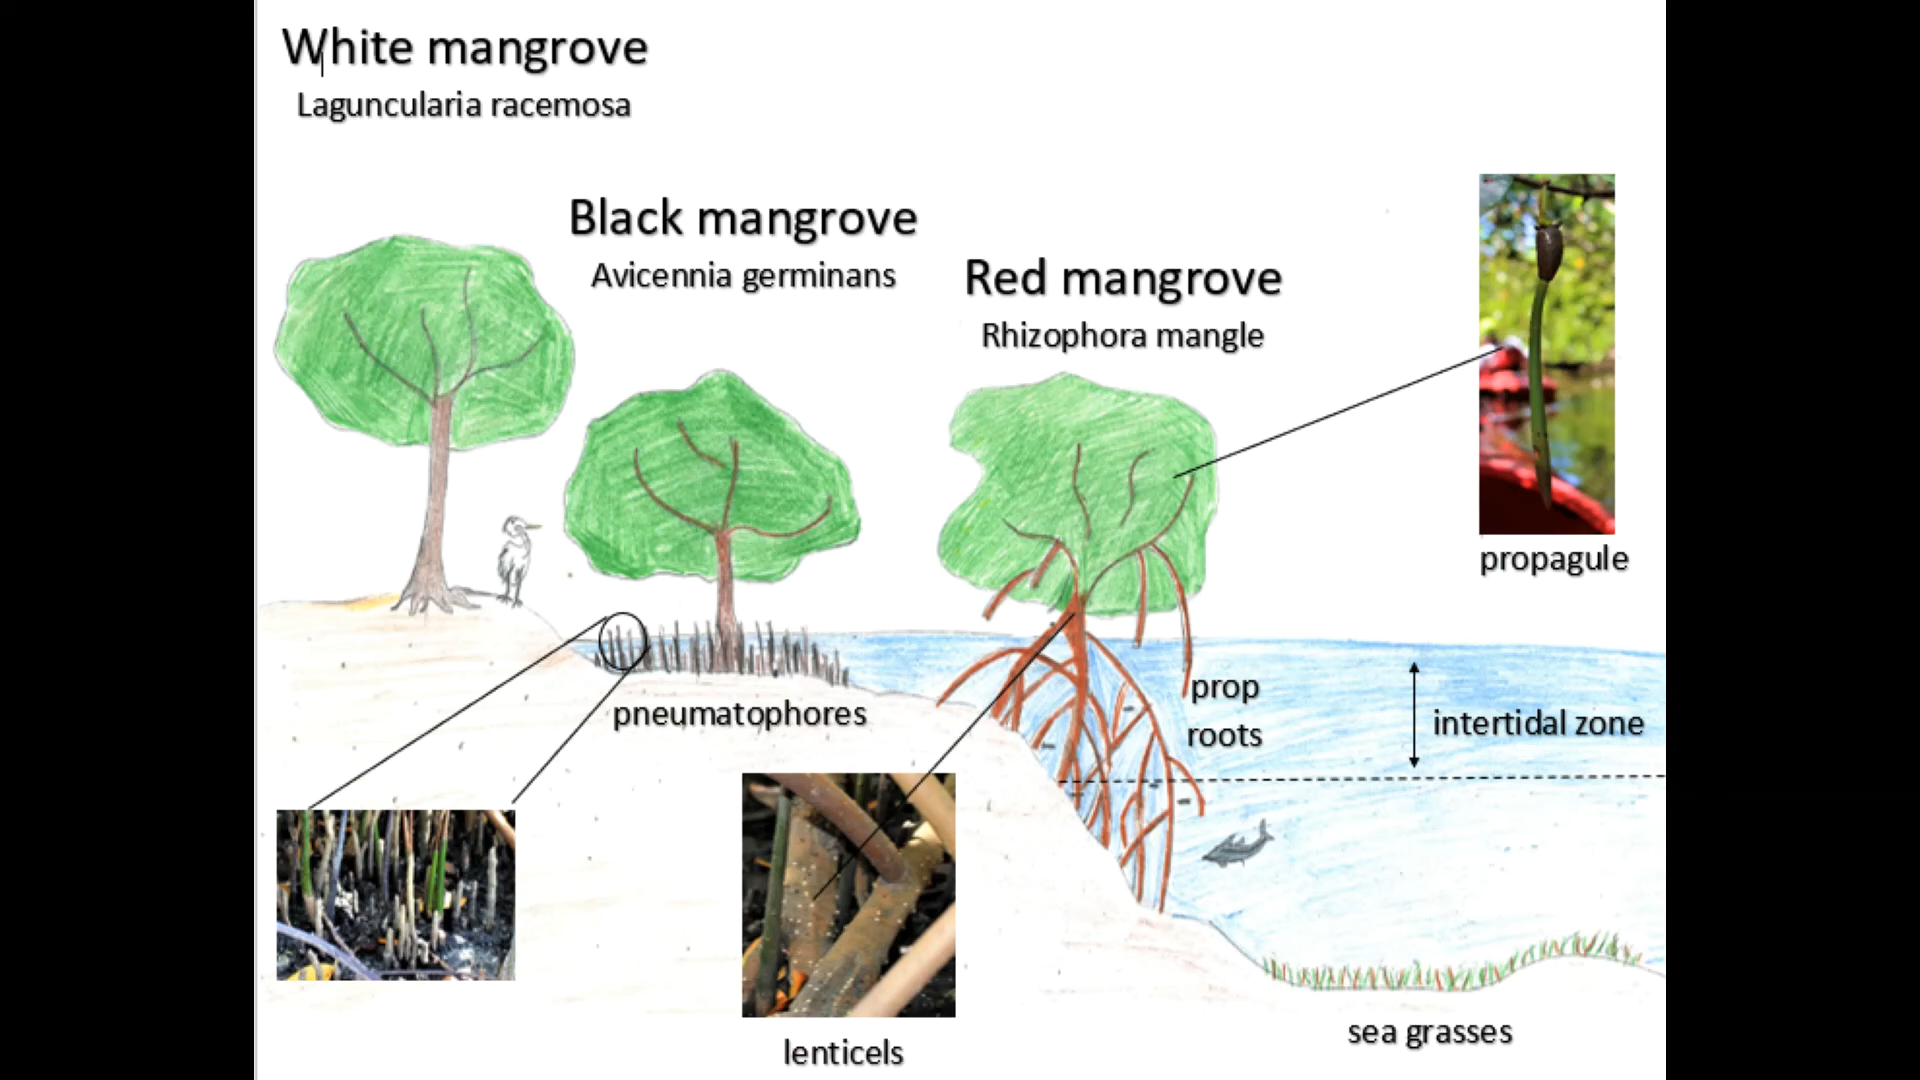 White mangrove
Laguncularia racemosa
Black mangrove
Avicennia germinans
Red mangrove
Rhizophora mangle
propagule
prop
roots
intertidal zone
pneumatophores
lenticels
sea grasses